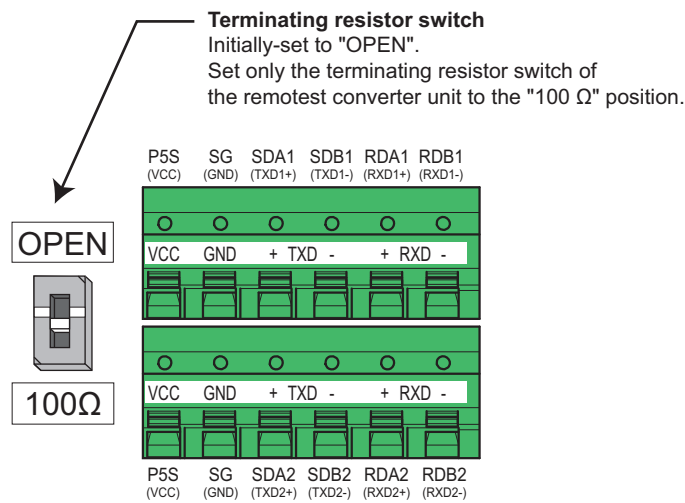 Terminating resistor switch
Initially-set to "OPEN".
Set only the terminating resistor switch of
the remotest converter unit to the "100 Ω" position.
P5S SG SDA1 SDB1 RDA1 RDB1
(VCC) (GND) (TXD1+) (TXD1-) (RXD1+) (RXD1-)
OPEN
VCC GND + TXD - + RXD -
100Ω
VCC GND + TXD - + RXD -
P5S SG SDA2 SDB2 RDA2 RDB2
(VCC) (GND) (TXD2+) (TXD2-) (RXD2+) (RXD2-)